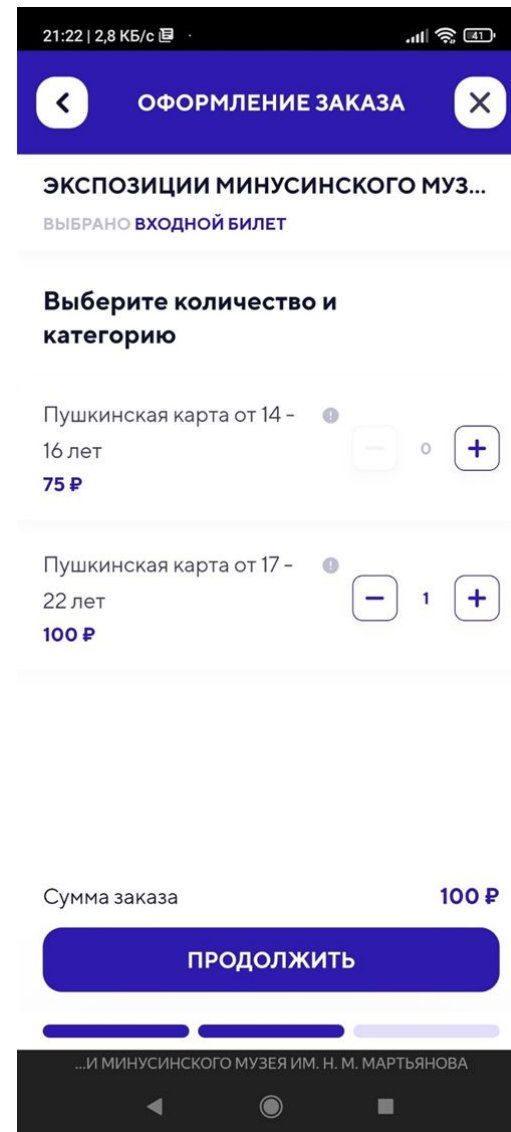 21:22 | 2,8 КБ/с
41
ОФОРМЛЕНИЕ ЗАКАЗА
ЭКСПОЗИЦИИ МИНУСИНСКОГО МУЗ...
ВЫБРАНО ВХОДНОЙ БИЛЕТ
Выберите количество и
категорию
Пушкинская карта от 14 -
16 лет
75 ₽
0
Пушкинская карта от 17 -
22 лет
100 ₽
1
Сумма заказа 100 ₽
ПРОДОЛЖИТЬ
...И МИНУСИНСКОГО МУЗЕЯ ИМ. Н. М. МАРТЬЯНОВА